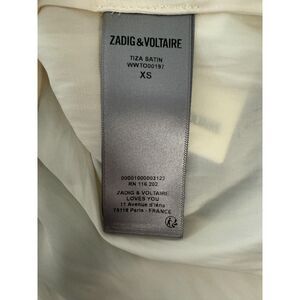 ZADIG & VOLTAIRE
TIZA SATIN
WWTO00197
XS
00001000003122
RN 116 202
ZADIG & VOLTAIRE
LOVES YOU
11 Avenue d'Iéna
75116 Paris - FRANCE